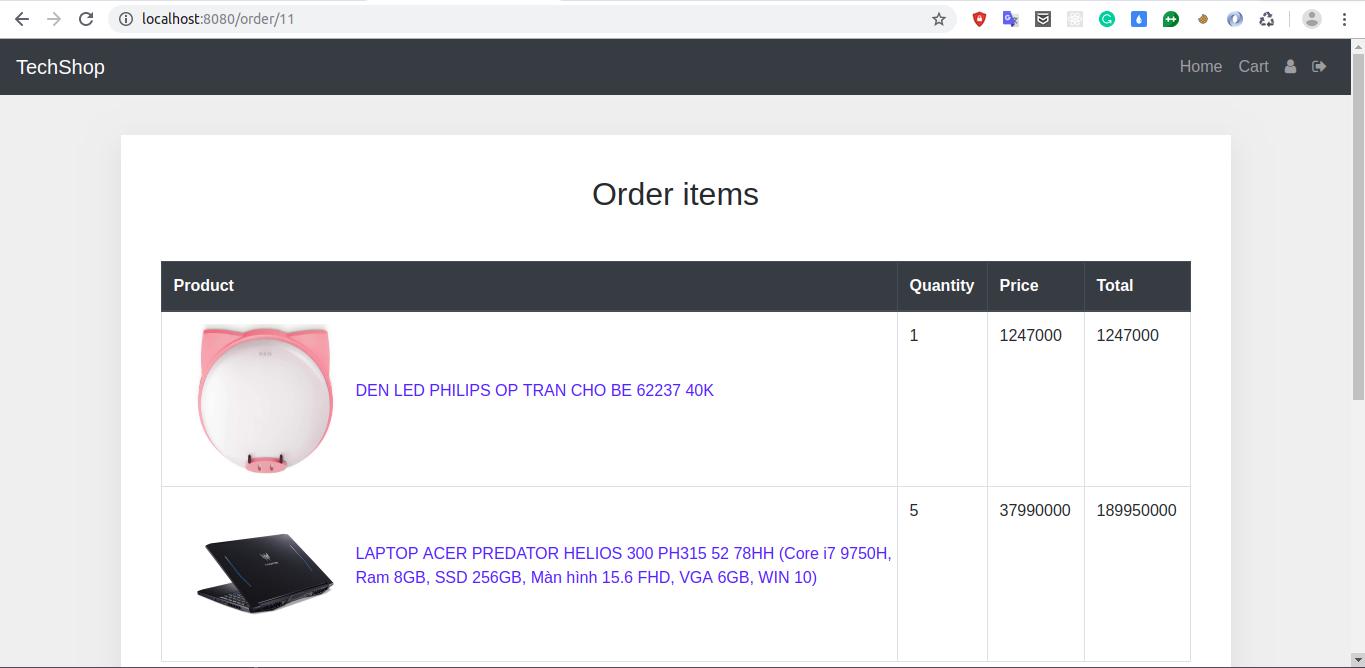 localhost:8080/order/11
TechShop
Home
Cart
Order items
Product
Quantity
Price
Total
DEN LED PHILIPS OP TRAN CHO BE 62237 40K
1
1247000
1247000
LAPTOP ACER PREDATOR HELIOS 300 PH315 52 78HH (Core i7 9750H,
Ram 8GB, SSD 256GB, Màn hình 15.6 FHD, VGA 6GB, WIN 10)
5
37990000
189950000